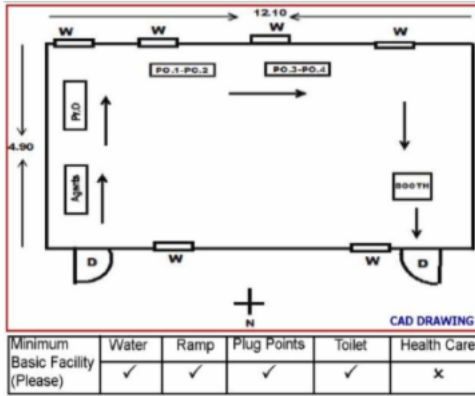 12.10
W W W W
PO.1-PO.2 PO.3-PO.4
Pr.O
4.90
Agents
BOOTH
D W W D
N
CAD DRAWING
Minimum Basic Facility (Please) Water Ramp Plug Points Toilet Health Care
✓ ✓ ✓ ✓ ×